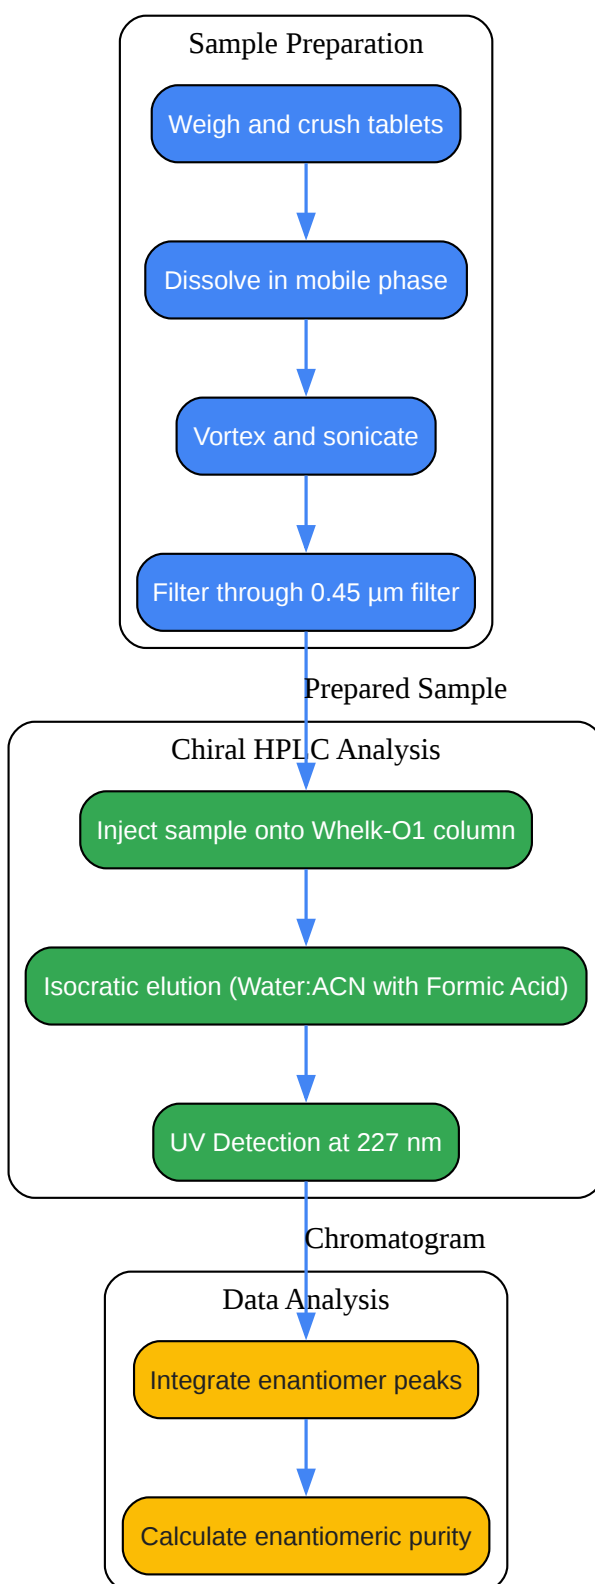 Sample Preparation
Weigh and crush tablets
Dissolve in mobile phase
Vortex and sonicate
Filter through 0.45 µm filter
Prepared Sample
Chiral HPLC Analysis
Inject sample onto Whelk-O1 column
Isocratic elution (Water:ACN with Formic Acid)
UV Detection at 227 nm
Chromatogram
Data Analysis
Integrate enantiomer peaks
Calculate enantiomeric purity